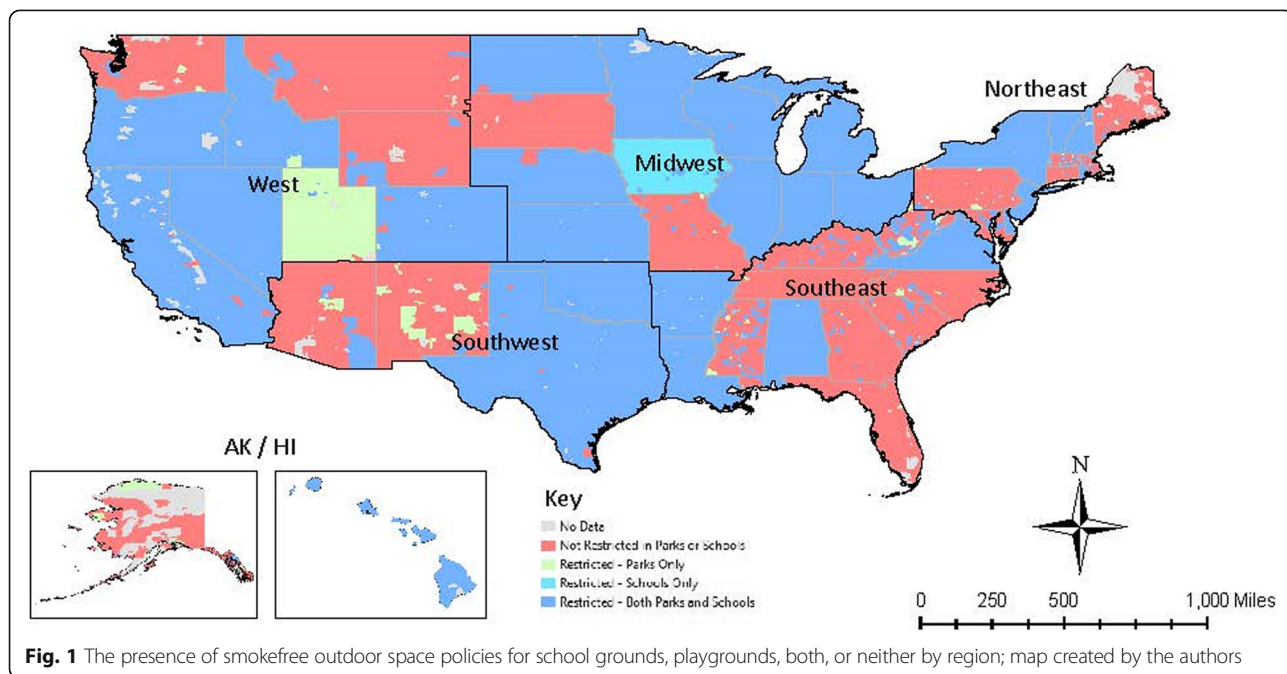 Northeast
Midwest
West
Southeast
Southwest
AK / HI
N
Key
No Data
Not Restricted in Parks or Schools
Restricted - Parks Only
Restricted - Schools Only
Restricted - Both Parks and Schools
0 250 500 1,000 Miles
Fig. 1 The presence of smokefree outdoor space policies for school grounds, playgrounds, both, or neither by region; map created by the authors